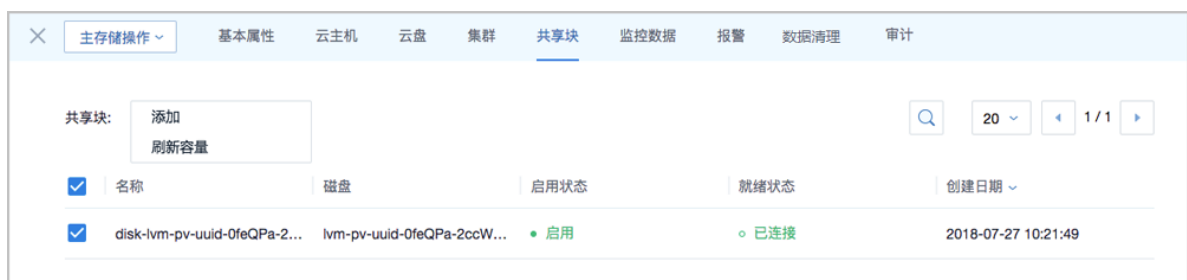 主存储操作 基本属性 云主机 云盘 集群 共享块 监控数据 报警 数据清理 审计
共享块: 添加 20 1 / 1
刷新容量
名称 磁盘 启用状态 就绪状态 创建日期
disk-lvm-pv-uuid-0feQPa-2... lvm-pv-uuid-0feQPa-2ccW... 启用 已连接 2018-07-27 10:21:49